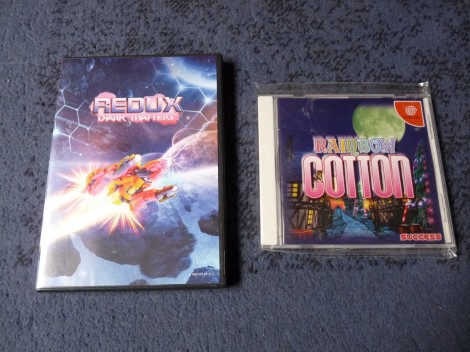 REDUX
DARK MATTERS
RAINBOW
COTTON
SUCCESS